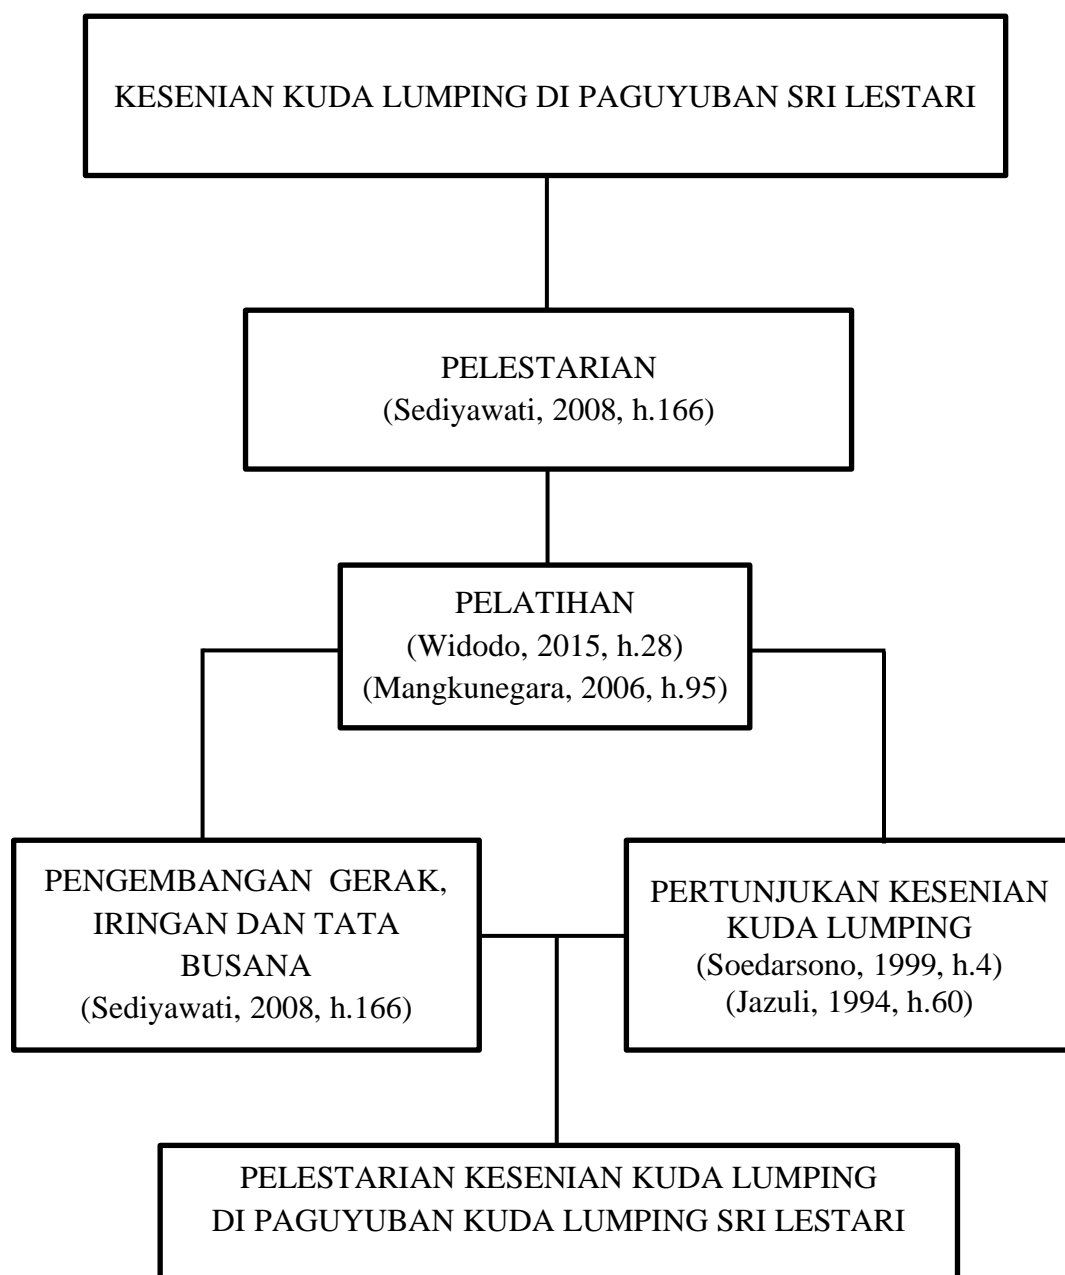 KESENIAN KUDA LUMPING DI PAGUYUBAN SRI LESTARI
PELESTARIAN
(Sediyawati, 2008, h.166)
PELATIHAN
(Widodo, 2015, h.28)
(Mangkunegara, 2006, h.95)
PENGEMBANGAN GERAK,
IRINGAN DAN TATA
BUSANA
(Sediyawati, 2008, h.166)
PERTUNJUKAN KESENIAN
KUDA LUMPING
(Soedarsono, 1999, h.4)
(Jazuli, 1994, h.60)
PELESTARIAN KESENIAN KUDA LUMPING
DI PAGUYUBAN KUDA LUMPING SRI LESTARI